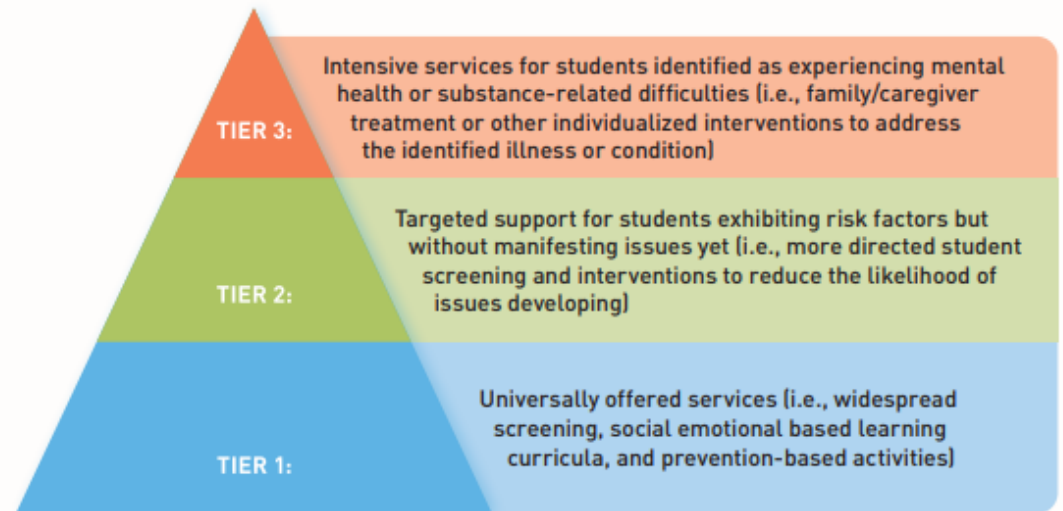 TIER 3:
Intensive services for students identified as experiencing mental
health or substance-related difficulties (i.e., family/caregiver
treatment or other individualized interventions to address
the identified illness or condition)
TIER 2:
Targeted support for students exhibiting risk factors but
without manifesting issues yet (i.e., more directed student
screening and interventions to reduce the likelihood of
issues developing)
TIER 1:
Universally offered services (i.e., widespread
screening, social emotional based learning
curricula, and prevention-based activities)